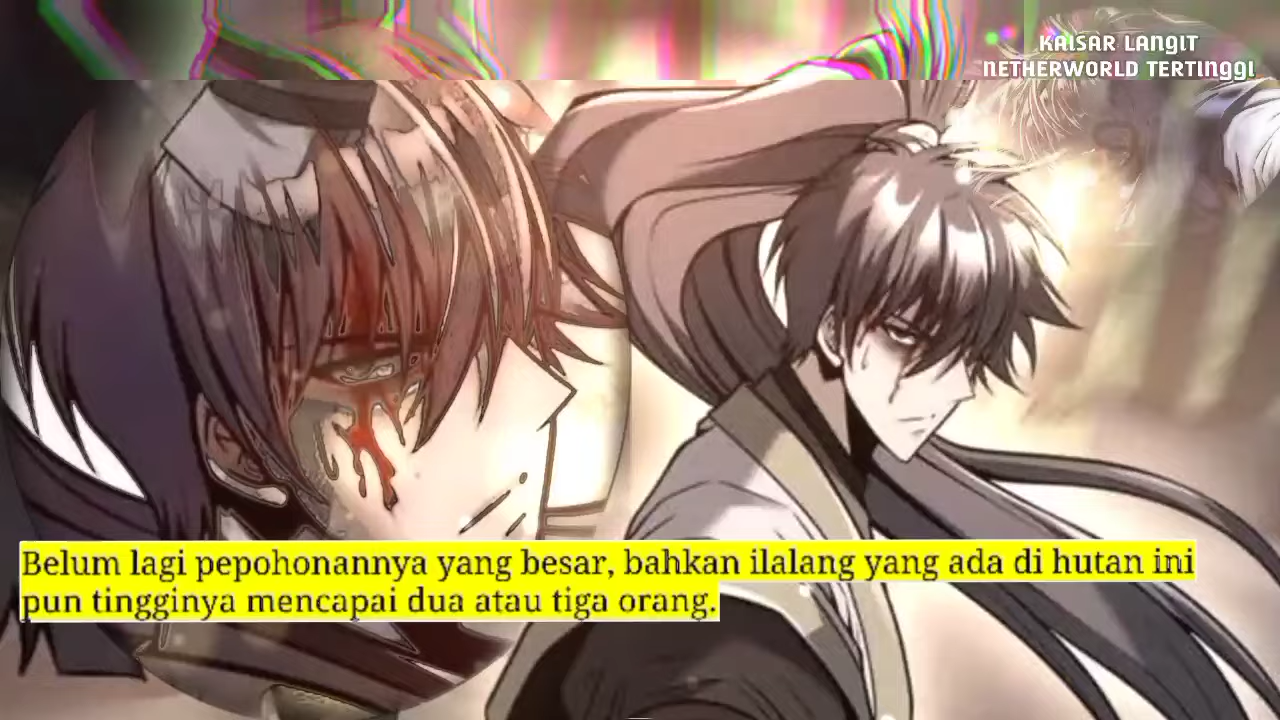 KAISAR LANGIT
NETHERWORLD TERTINGGI
Belum lagi pepohonannya yang besar, bahkan ilalang yang ada di hutan ini
pun tingginya mencapai dua atau tiga orang.